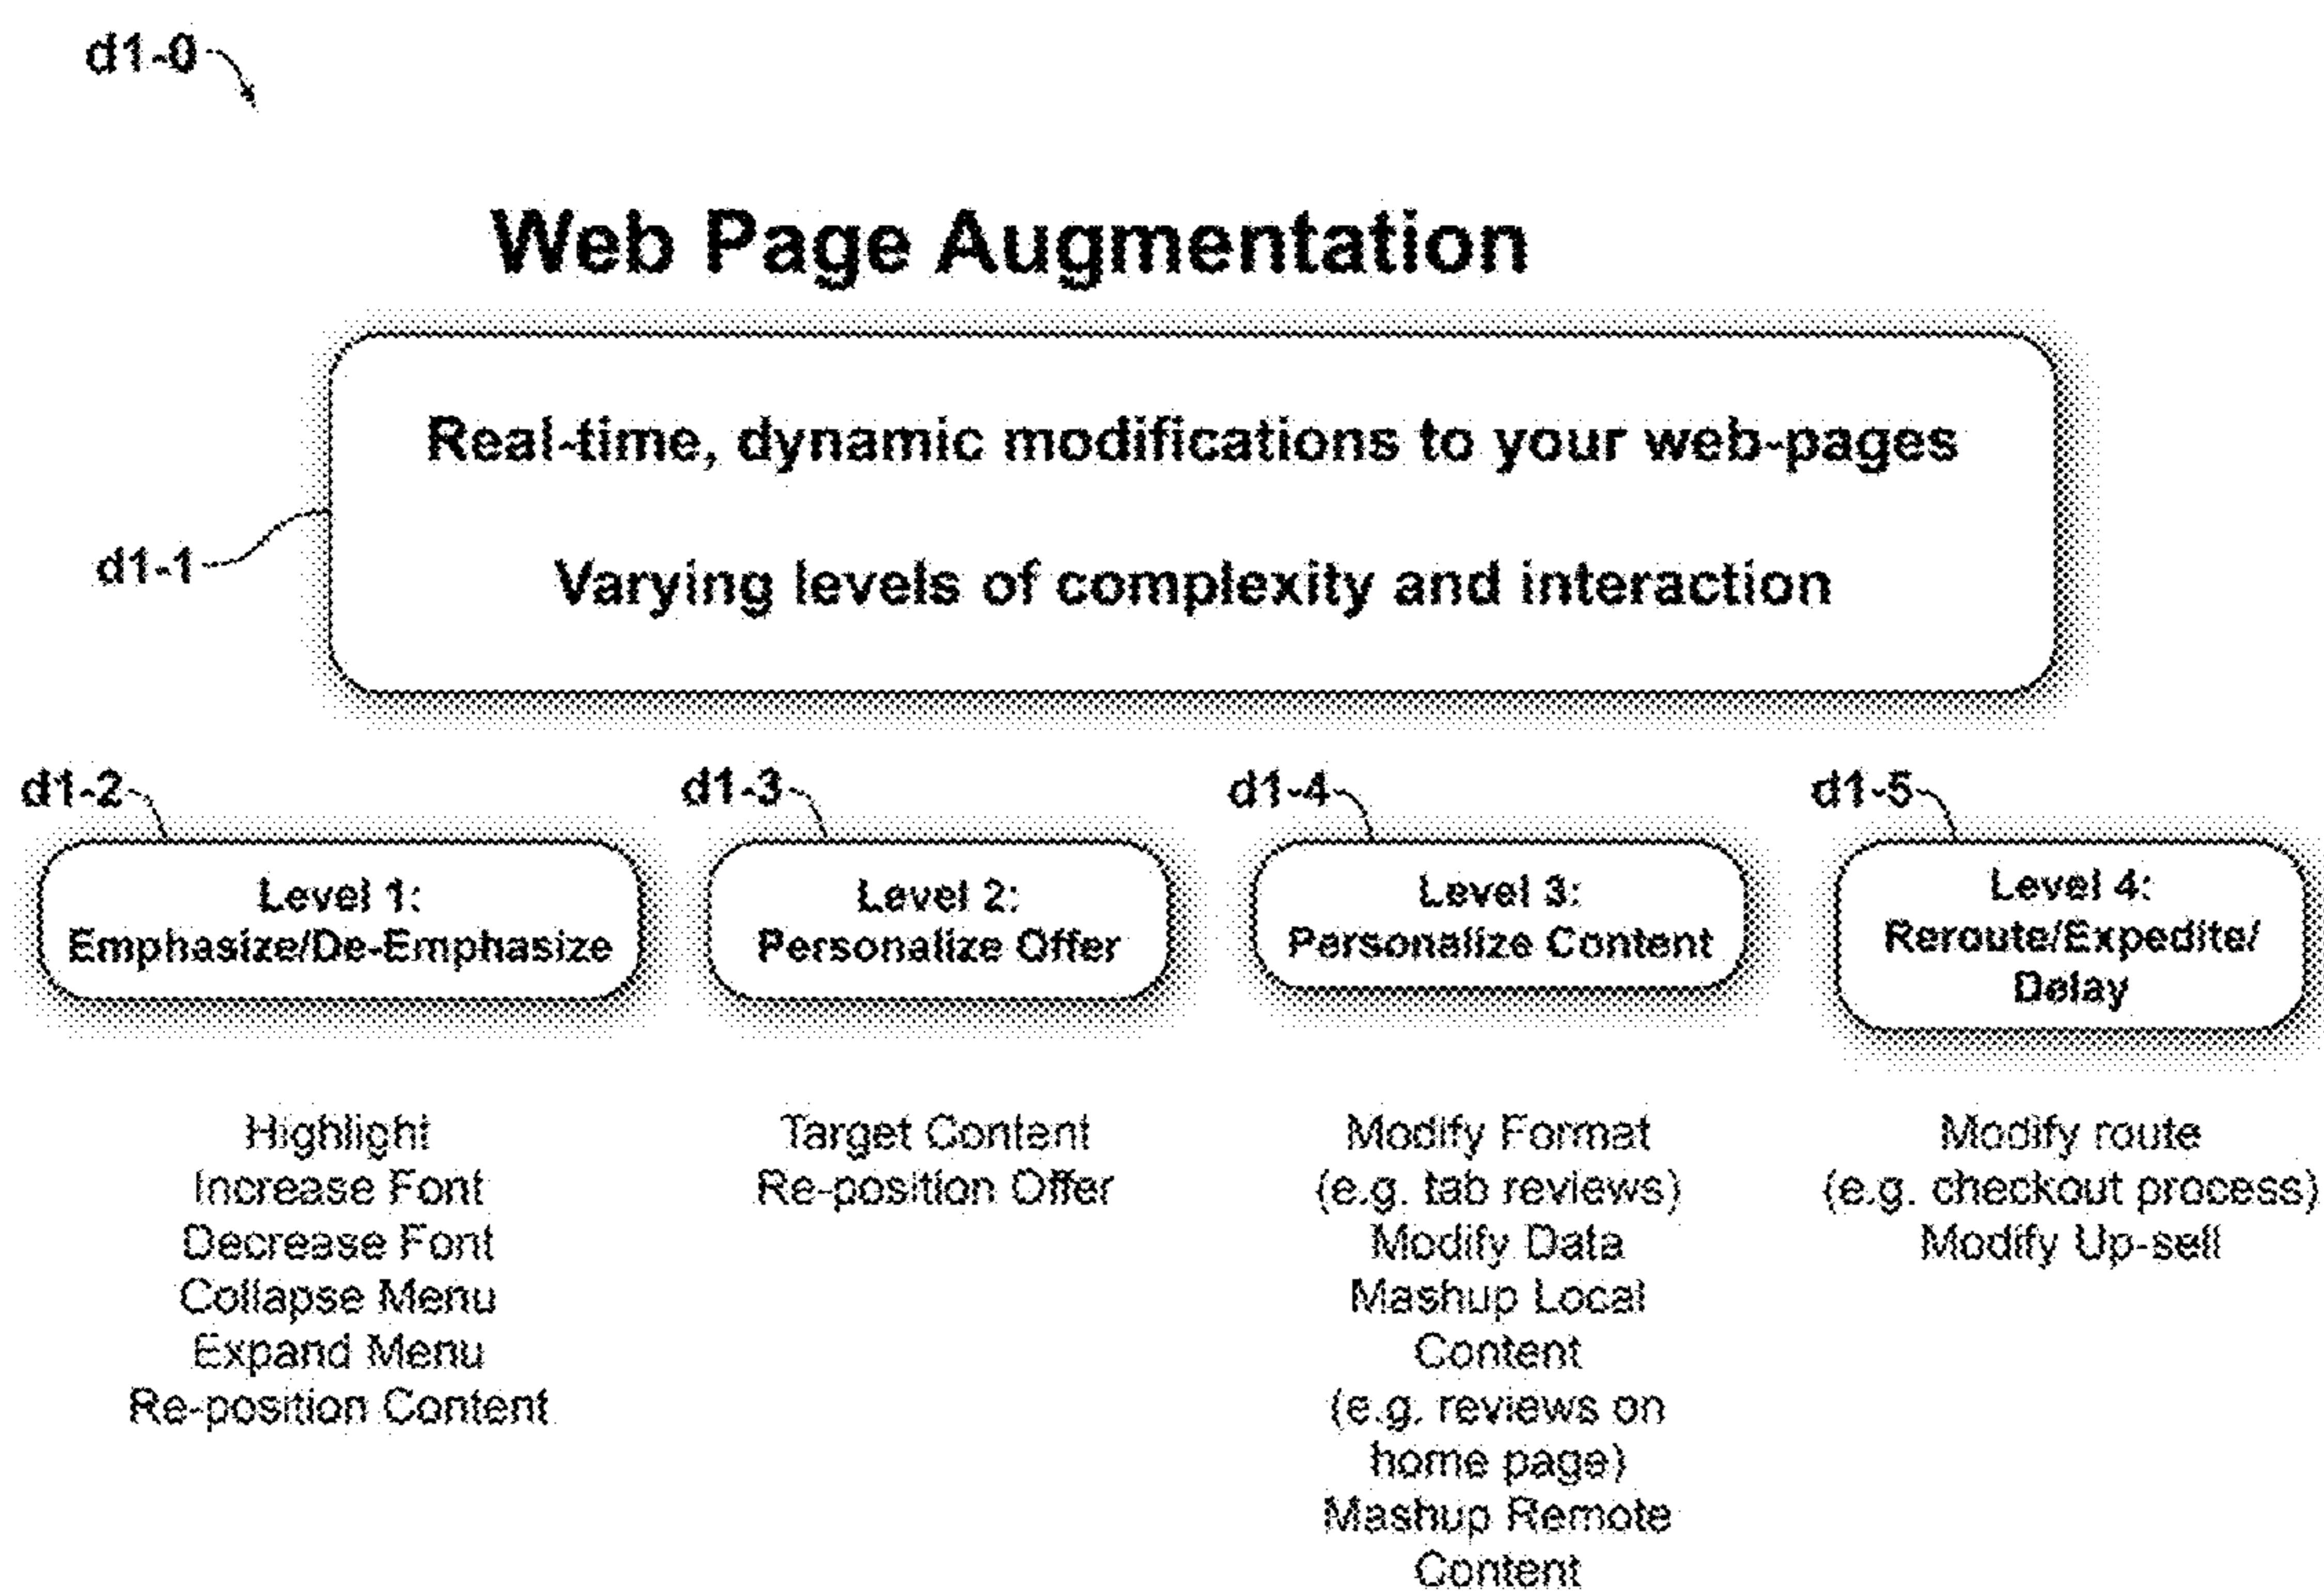 d1-0
Web Page Augmentation
Real-time, dynamic modifications to your web-pages
d1-1
Varying levels of complexity and interaction
d1-2
Level 1:
Emphasize/De-Emphasize
Highlight
Increase Font
Decrease Font
Collapse Menu
Expand Menu
Re-position Content
d1-3
Level 2:
Personalize Offer
Target Content
Re-position Offer
d1-4
Level 3:
Personalize Content
Modify Format
(e.g. tab reviews)
Modify Data
Mashup Local
Content
(e.g. reviews on
home page)
Mashup Remote
Content
d1-5
Level 4:
Reroute/Expedite/
Delay
Modify route
(e.g. checkout process)
Modify Up-sell